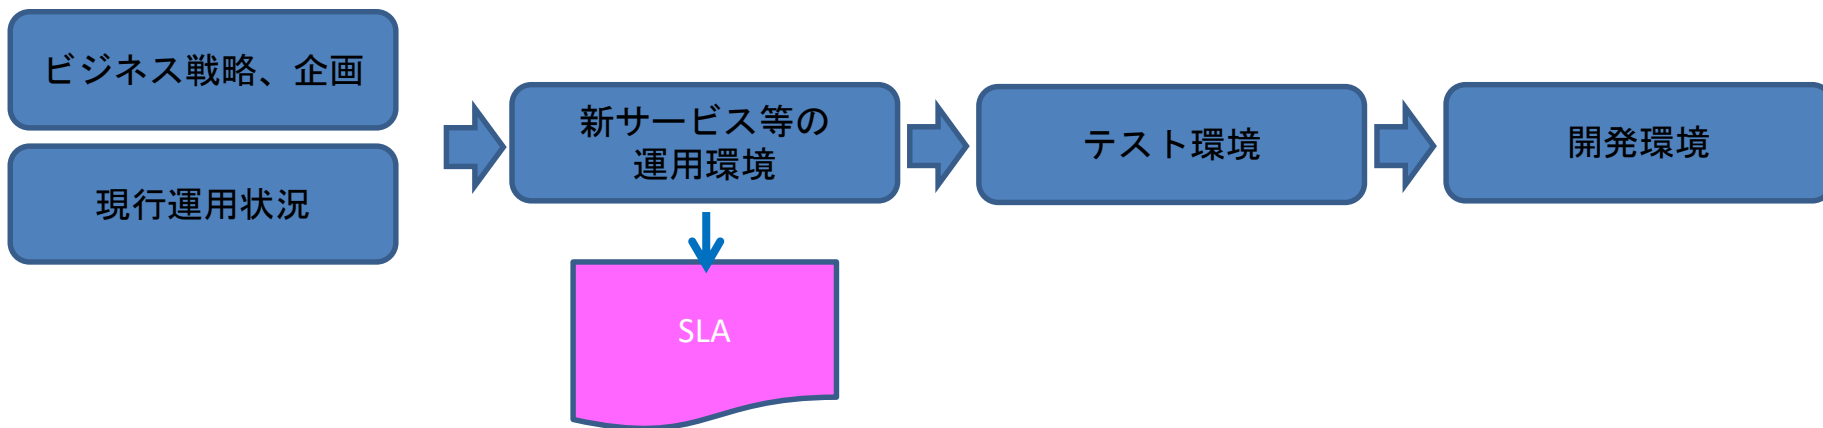 ビジネス戦略、企画
現行運用状況
新サービス等の
運用環境
テスト環境
開発環境
SLA